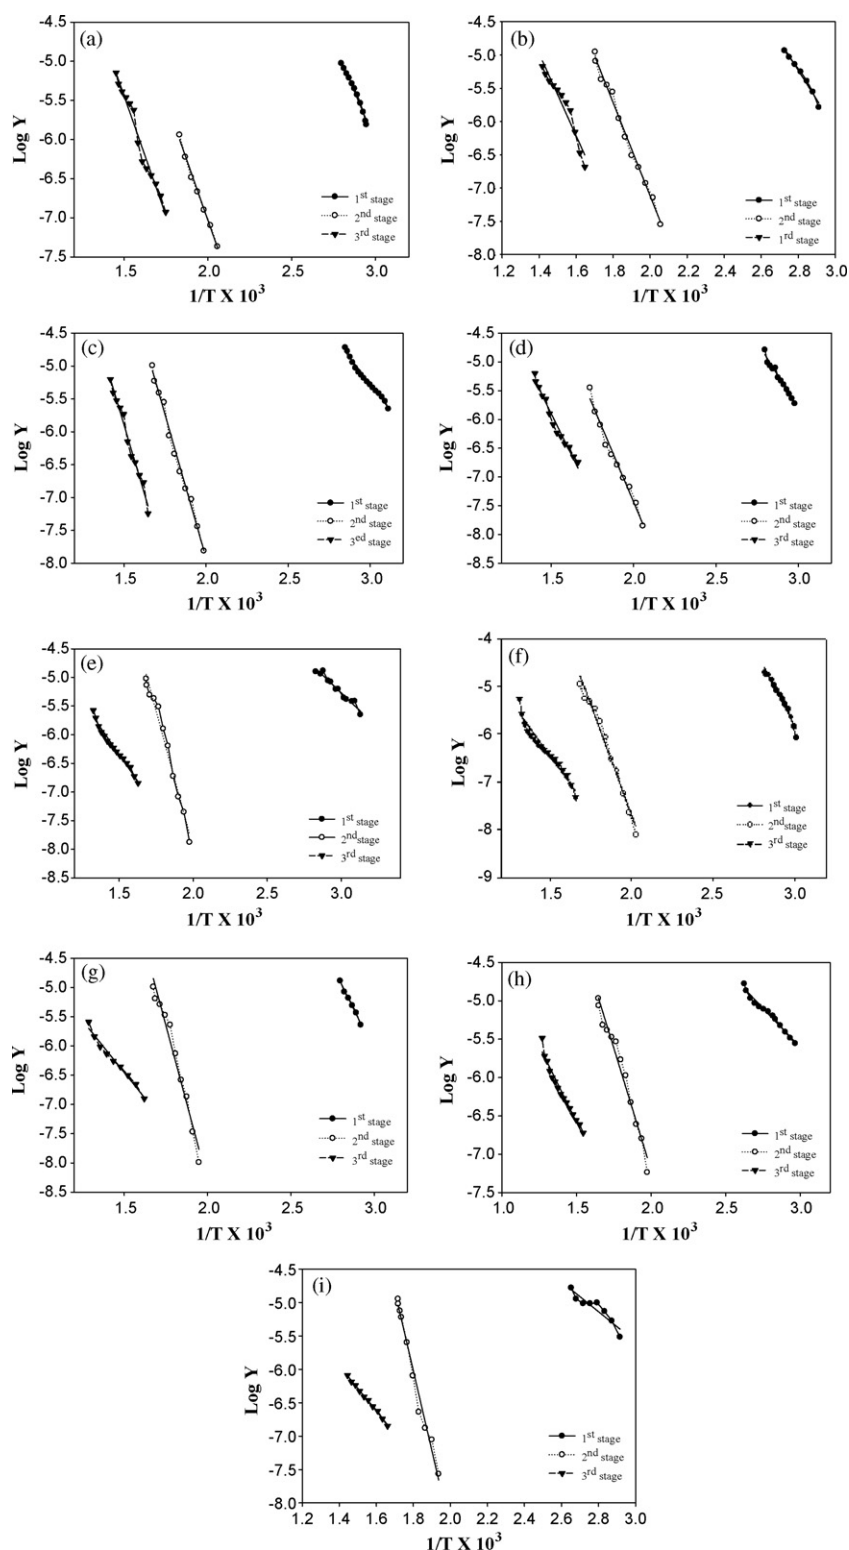 (a)
Log Y
-4.5
-5.0
-5.5
-6.0
-6.5
-7.0
-7.5
1st stage
2nd stage
3rd stage
1.5 2.0 2.5 3.0
1/T X 10³
(b)
Log Y
-4.5
-5.0
-5.5
-6.0
-6.5
-7.0
-7.5
-8.0
1st stage
2nd stage
1rd stage
1.2 1.4 1.6 1.8 2.0 2.2 2.4 2.6 2.8 3.0
1/T X 10³
(c)
Log Y
-4.5
-5.0
-5.5
-6.0
-6.5
-7.0
-7.5
-8.0
1st stage
2nd stage
3ed stage
1.5 2.0 2.5 3.0
1/T X 10³
(d)
Log Y
-4.5
-5.0
-5.5
-6.0
-6.5
-7.0
-7.5
-8.0
-8.5
1st stage
2nd stage
3rd stage
1.5 2.0 2.5 3.0
1/T X 10³
(e)
Log Y
-4.5
-5.0
-5.5
-6.0
-6.5
-7.0
-7.5
-8.0
-8.5
1st stage
2nd stage
3rd stage
1.5 2.0 2.5 3.0
1/T X 10³
(f)
Log Y
-4
-5
-6
-7
-8
-9
1st stage
2nd stage
3rd stage
1.5 2.0 2.5 3.0
1/T X 10³
(g)
Log Y
-4.5
-5.0
-5.5
-6.0
-6.5
-7.0
-7.5
-8.0
-8.5
1st stage
2nd stage
3rd stage
1.5 2.0 2.5 3.0
1/T X 10³
(h)
Log Y
-4.5
-5.0
-5.5
-6.0
-6.5
-7.0
-7.5
1st stage
2nd stage
3rd stage
1.0 1.5 2.0 2.5 3.0
1/T X 10³
(i)
Log Y
-4.5
-5.0
-5.5
-6.0
-6.5
-7.0
-7.5
-8.0
1st stage
2nd stage
3rd stage
1.2 1.4 1.6 1.8 2.0 2.2 2.4 2.6 2.8 3.0
1/T X 10³